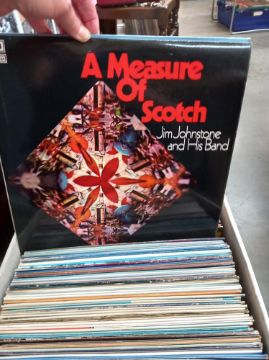 A Measure
Of
Scotch
Jim Johnstone
and His Band